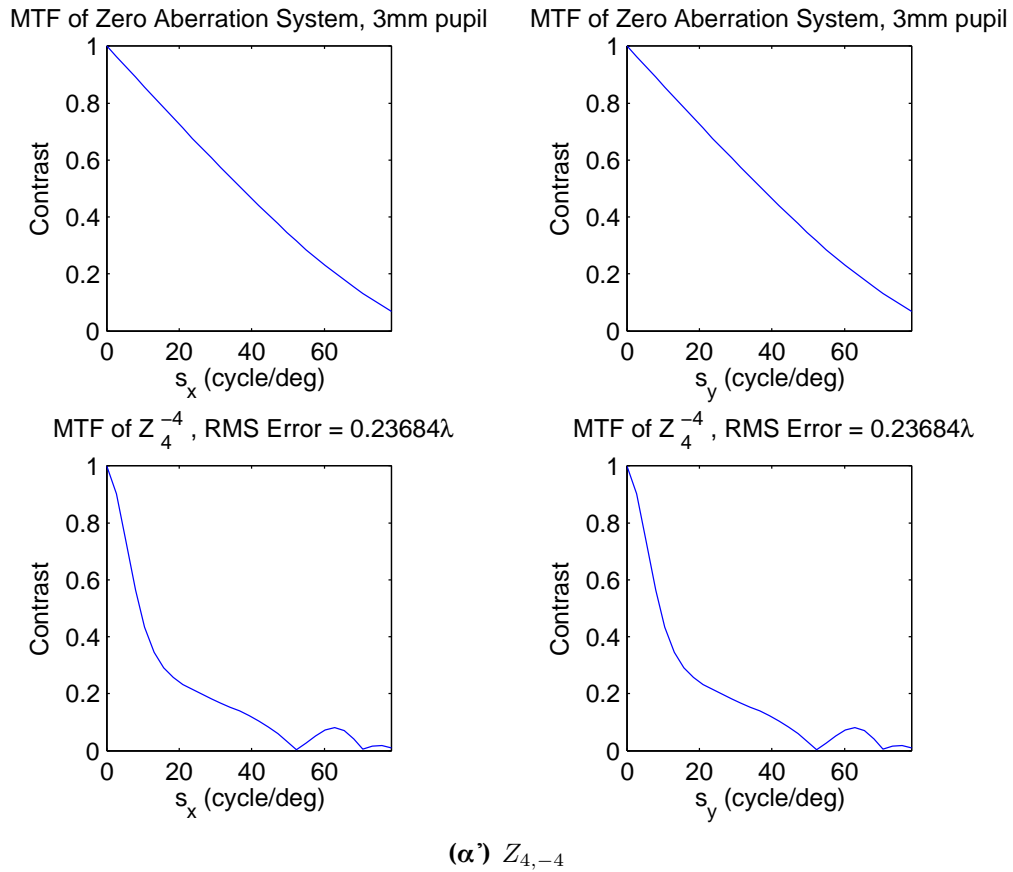 MTF of Zero Aberration System, 3mm pupil
1
0.8
0.6
0.4
0.2
0
0 20 40 60
Contrast
s_x (cycle/deg)
MTF of Zero Aberration System, 3mm pupil
1
0.8
0.6
0.4
0.2
0
0 20 40 60
Contrast
s_y (cycle/deg)
MTF of Z_4^{-4} , RMS Error = 0.23684λ
1
0.8
0.6
0.4
0.2
0
0 20 40 60
Contrast
s_x (cycle/deg)
MTF of Z_4^{-4} , RMS Error = 0.23684λ
1
0.8
0.6
0.4
0.2
0
0 20 40 60
Contrast
s_y (cycle/deg)
(α') Z_{4,−4}